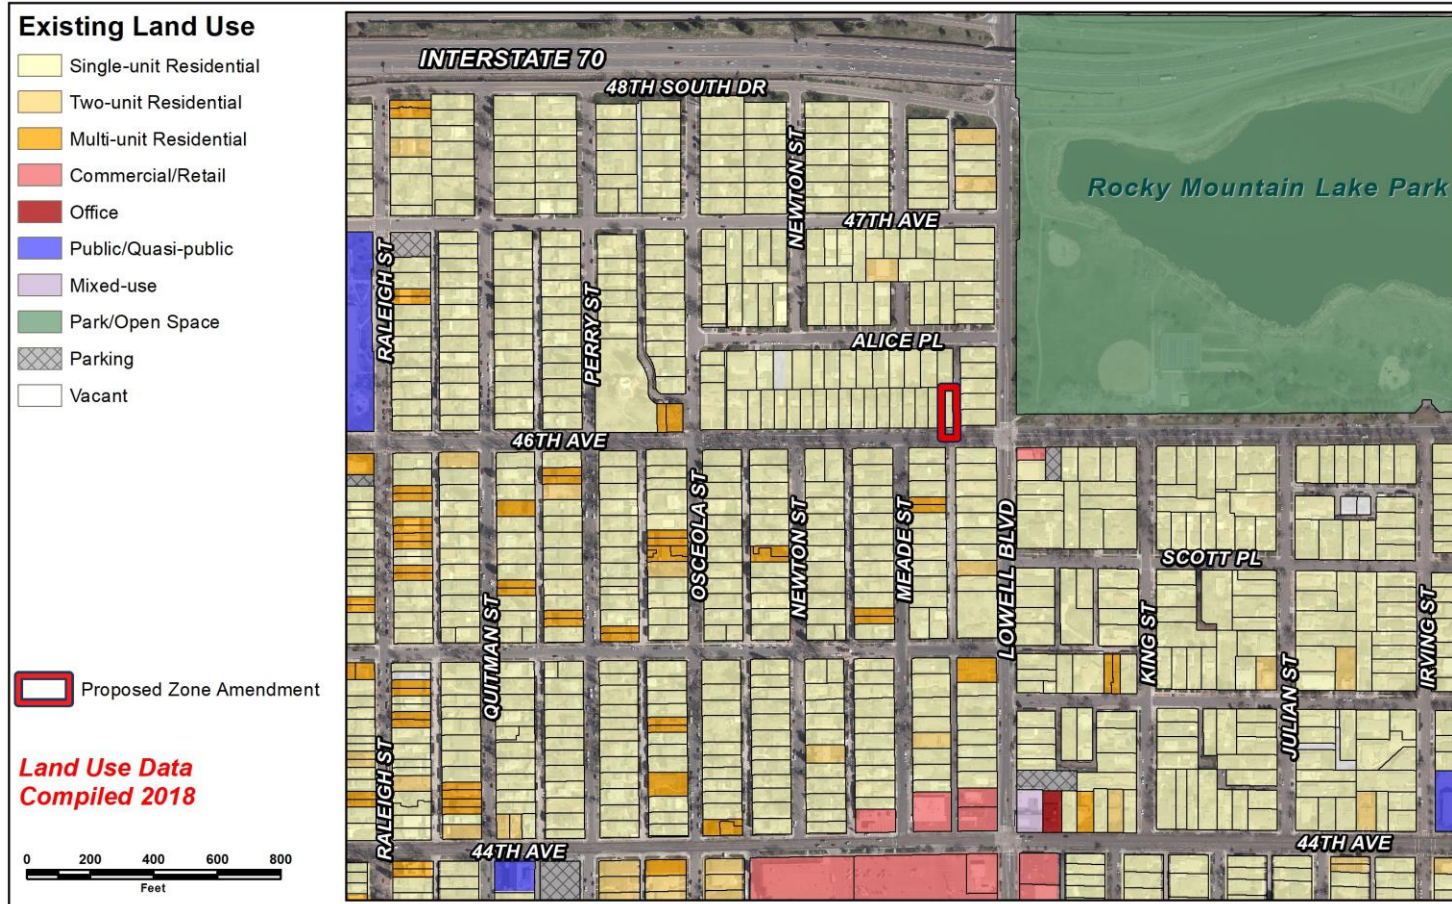 Existing Land Use
Single-unit Residential
Two-unit Residential
Multi-unit Residential
Commercial/Retail
Office
Public/Quasi-public
Mixed-use
Park/Open Space
Parking
Vacant
Proposed Zone Amendment
Land Use Data
Compiled 2018
0 200 400 600 800
Feet
INTERSTATE 70
48TH SOUTH DR
NEWTON ST
Rocky Mountain Lake Park
47TH AVE
RALEIGH ST
PERRY ST
ALICE PL
46TH AVE
OSCEOLA ST
NEWTON ST
MEADE ST
LOWELL BLVD
SCOTT PL
QUITMAN ST
KING ST
JULIAN ST
IRVING ST
RALEIGH ST
44TH AVE
44TH AVE